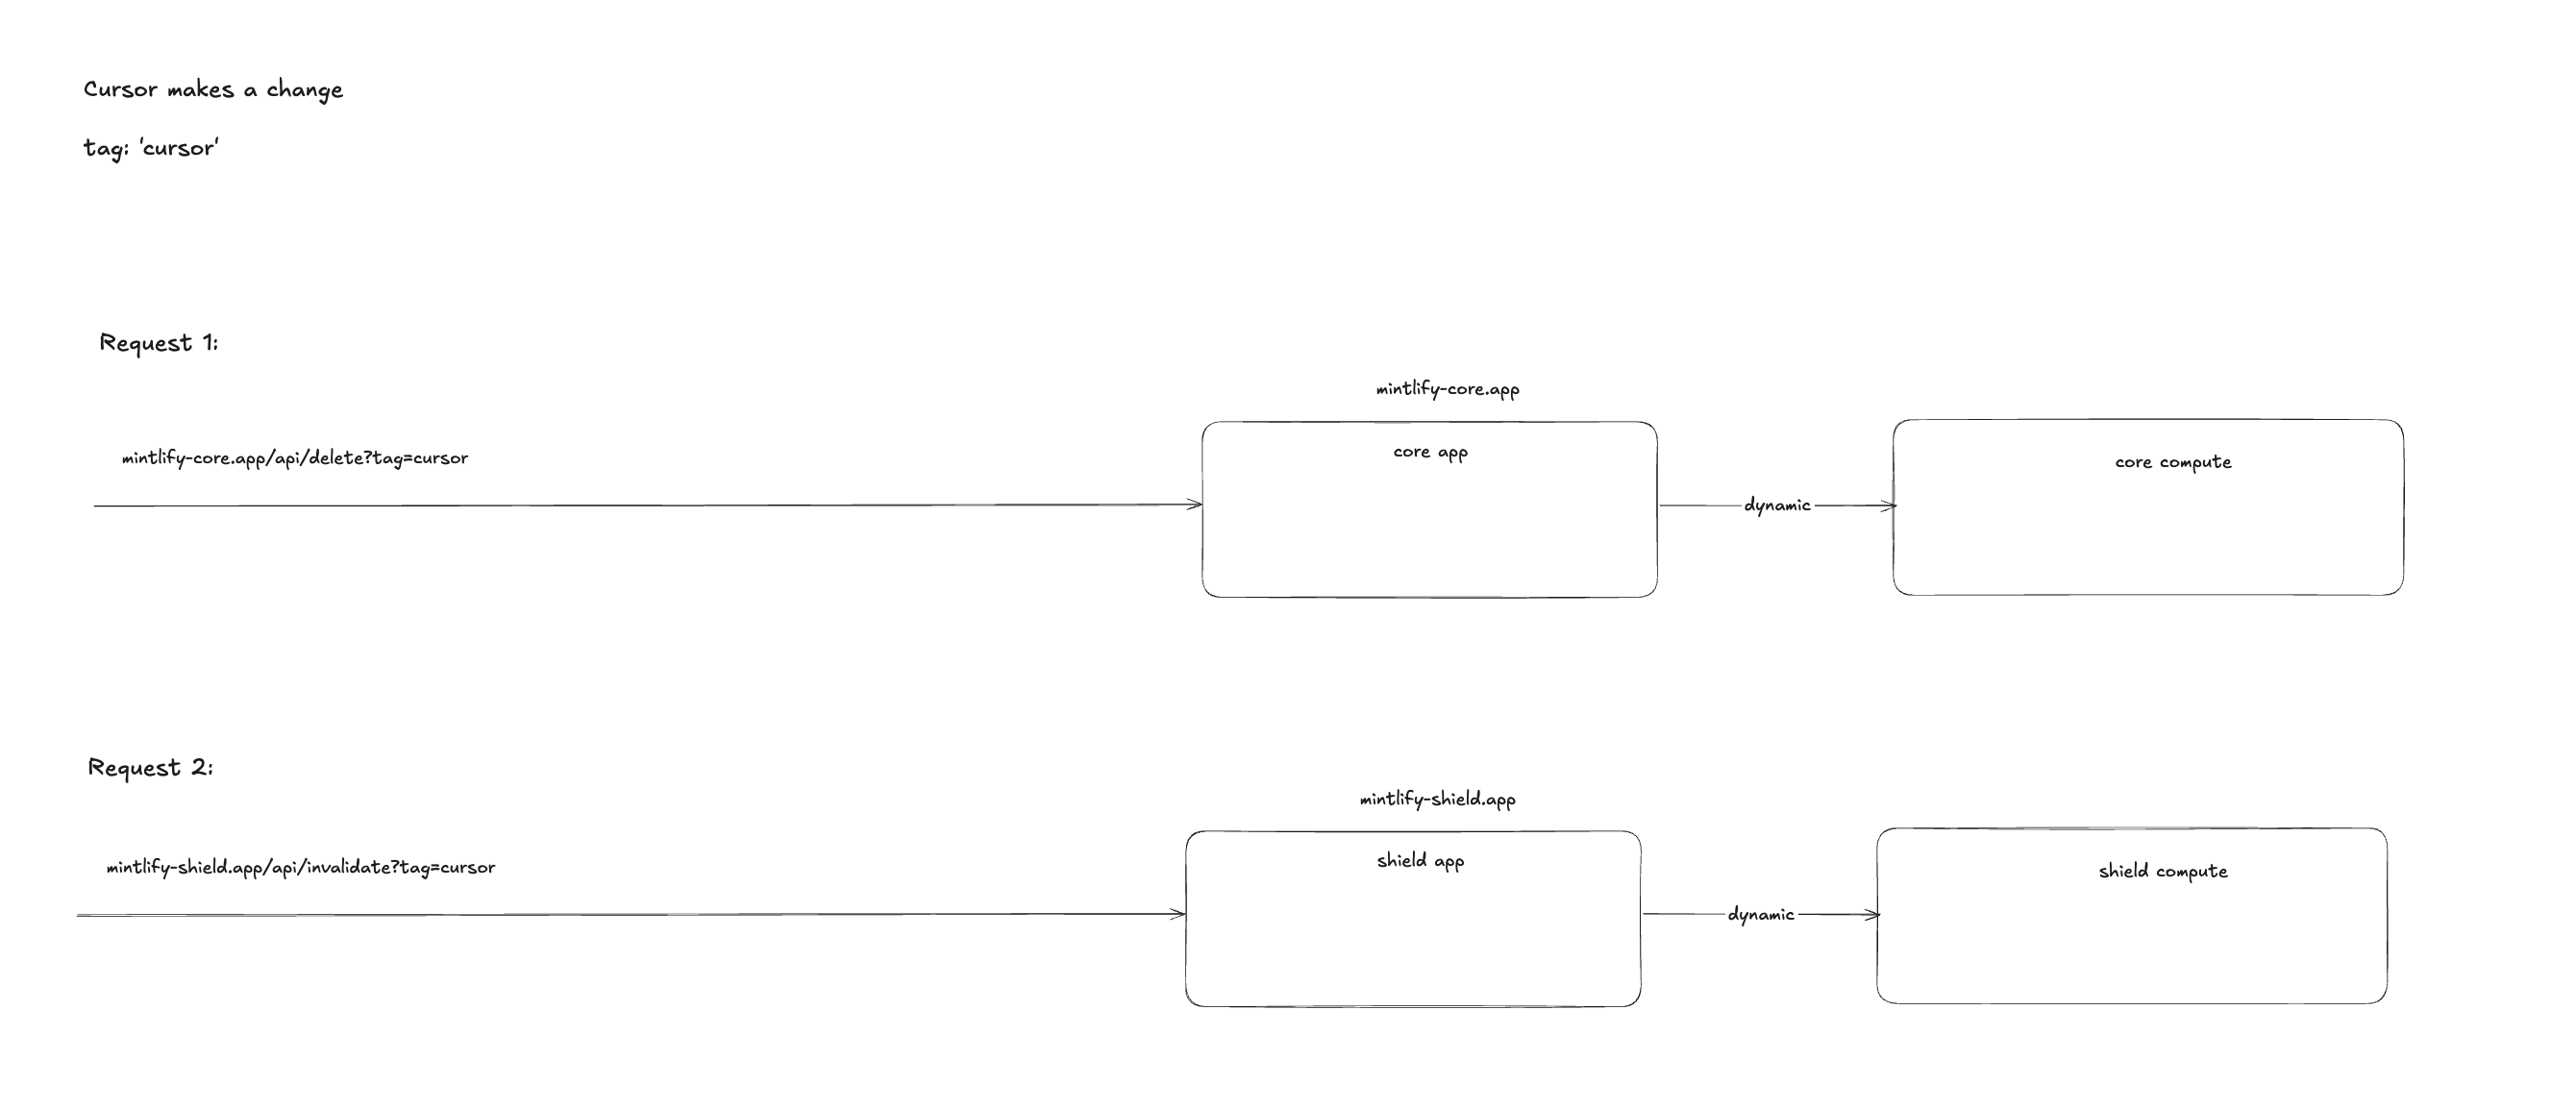 Cursor makes a change
tag: 'cursor'
Request 1:
mintlify-core.app
mintlify-core.app/api/delete?tag=cursor
core app
core compute
dynamic
Request 2:
mintlify-shield.app
mintlify-shield.app/api/invalidate?tag=cursor
shield app
shield compute
dynamic